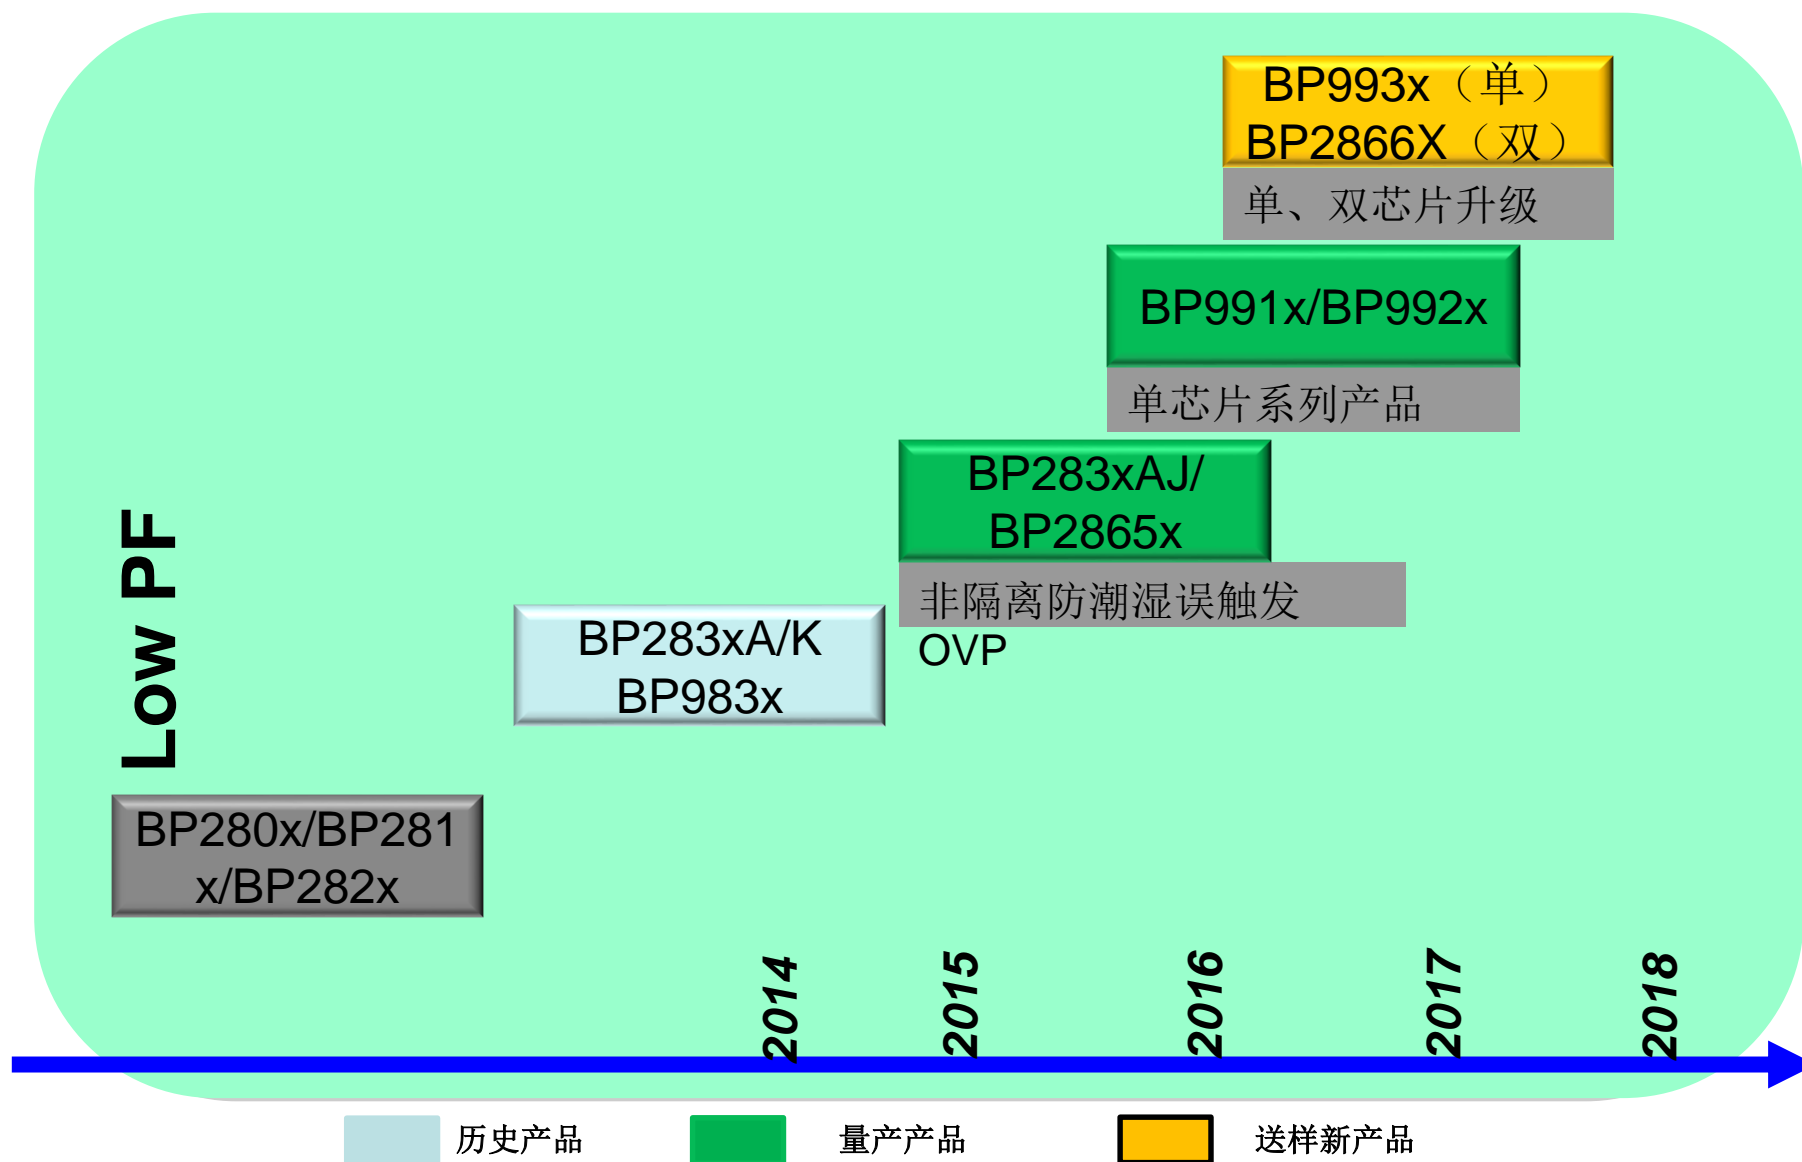 BP993x（单）
BP2866X（双）
单、双芯片升级
BP991x/BP992x
单芯片系列产品
BP283xAJ/
BP2865x
非隔离防潮湿误触发
OVP
Low PF
BP283xA/K
BP983x
BP280x/BP281
x/BP282x
2014
2015
2016
2017
2018
历史产品
量产产品
送样新产品